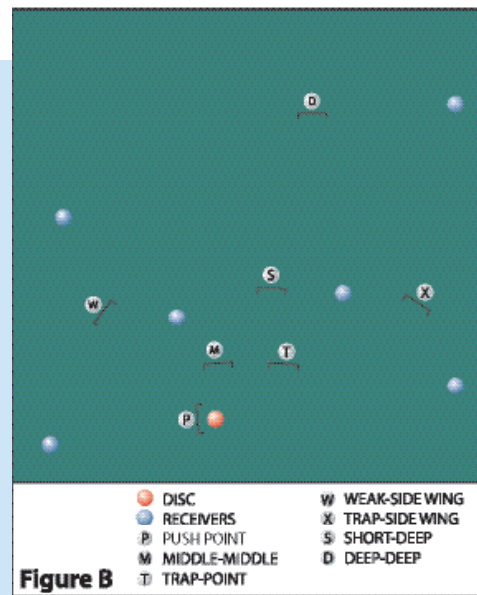 D
S
W
X
M
T
P
DISC
RECEIVERS
P PUSH POINT
M MIDDLE-MIDDLE
T TRAP-POINT
W WEAK-SIDE WING
X TRAP-SIDE WING
S SHORT-DEEP
D DEEP-DEEP
Figure B